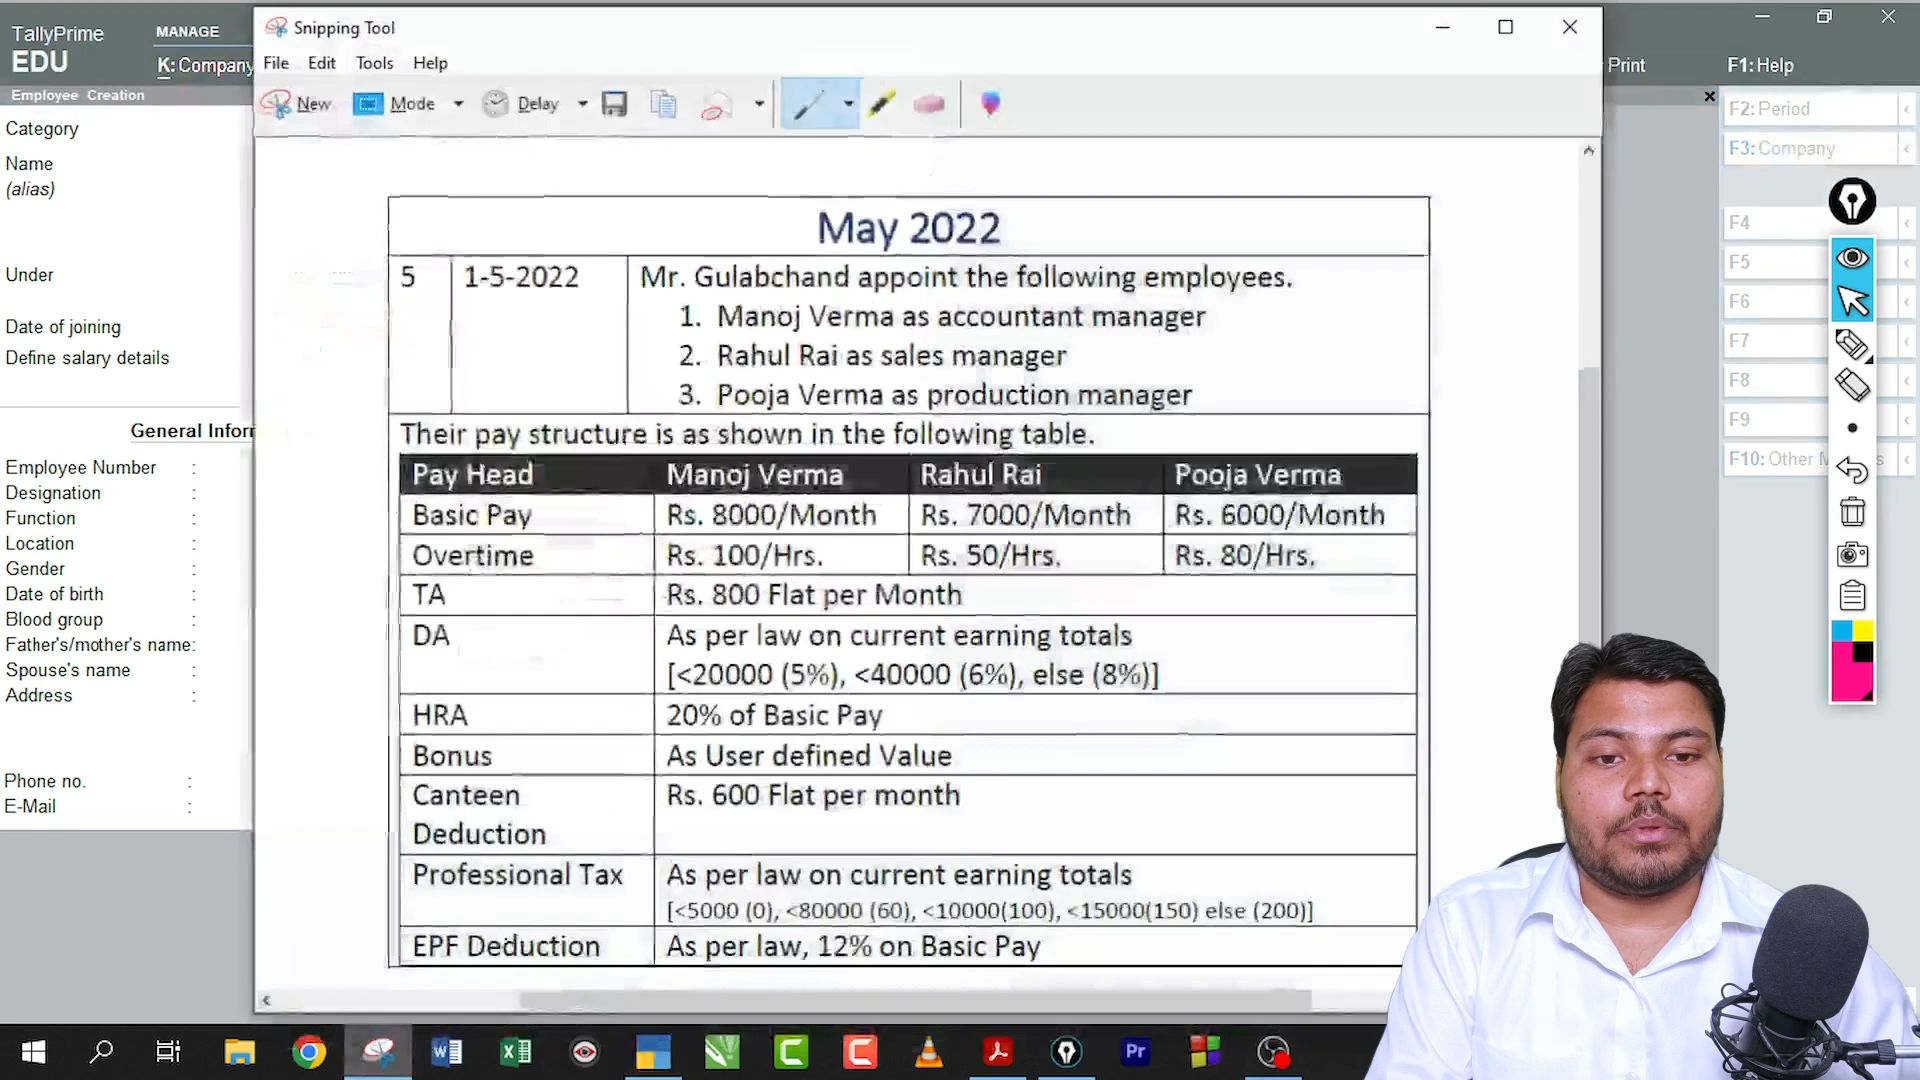 TallyPrime
EDU
MANAGE
K: Company
Employee Creation
Category
Name
(alias)
Under
Date of joining
Define salary details
General Infor
Employee Number :
Designation :
Function :
Location :
Gender :
Date of birth :
Blood group :
Father's/mother's name:
Spouse's name :
Address :
Phone no. :
E-Mail :
Snipping Tool
File Edit Tools Help
New Mode Delay
May 2022
5 1-5-2022 Mr. Gulabchand appoint the following employees.
1. Manoj Verma as accountant manager
2. Rahul Rai as sales manager
3. Pooja Verma as production manager
Their pay structure is as shown in the following table.
Pay Head Manoj Verma Rahul Rai Pooja Verma
Basic Pay Rs. 8000/Month Rs. 7000/Month Rs. 6000/Month
Overtime Rs. 100/Hrs. Rs. 50/Hrs. Rs. 80/Hrs.
TA Rs. 800 Flat per Month
DA As per law on current earning totals
[<20000 (5%), <40000 (6%), else (8%)]
HRA 20% of Basic Pay
Bonus As User defined Value
Canteen Rs. 600 Flat per month
Deduction
Professional Tax As per law on current earning totals
[<5000 (0), <80000 (60), <10000(100), <15000(150) else (200)]
EPF Deduction As per law, 12% on Basic Pay
Print
F1: Help
F2: Period
F3: Company
F4
F5
F6
F7
F8
F9
F10: Other M s
Pr